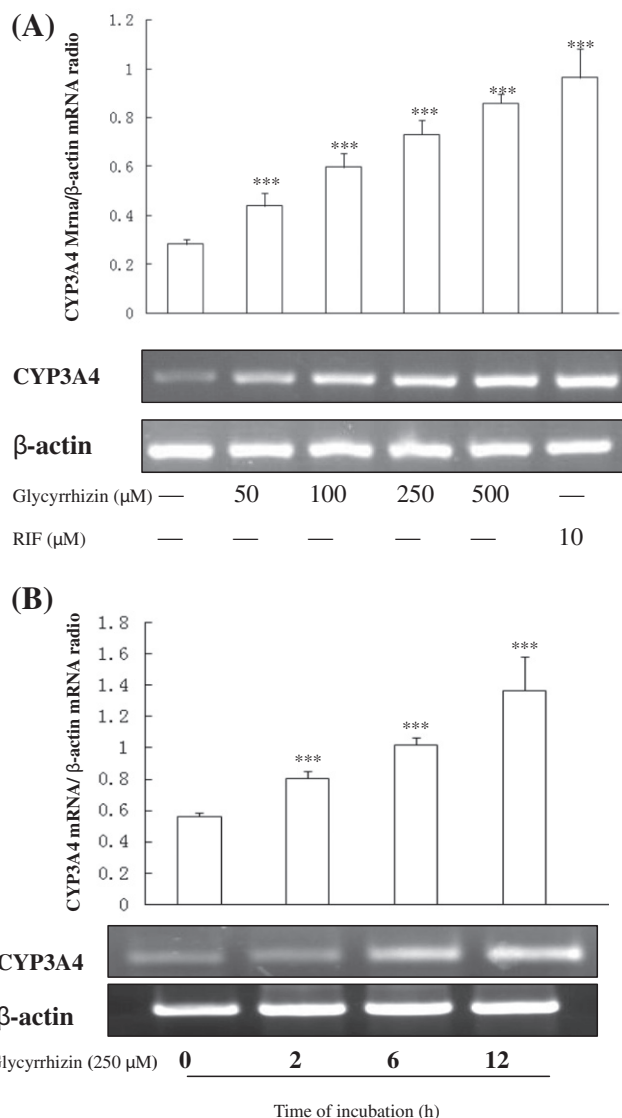 (A)
CYP3A4 Mrna/β-actin mRNA radio
1.2
1
0.8
0.6
0.4
0.2
0
*** *** *** *** ***
CYP3A4
β-actin
Glycyrrhizin (µM) — 50 100 250 500 —
RIF (µM) — — — — — 10
(B)
CYP3A4 mRNA/ β-actin mRNA radio
1.8
1.6
1.4
1.2
1
0.8
0.6
0.4
0.2
0
*** *** ***
CYP3A4
β-actin
Glycyrrhizin (250 µM) 0 2 6 12
Time of incubation (h)